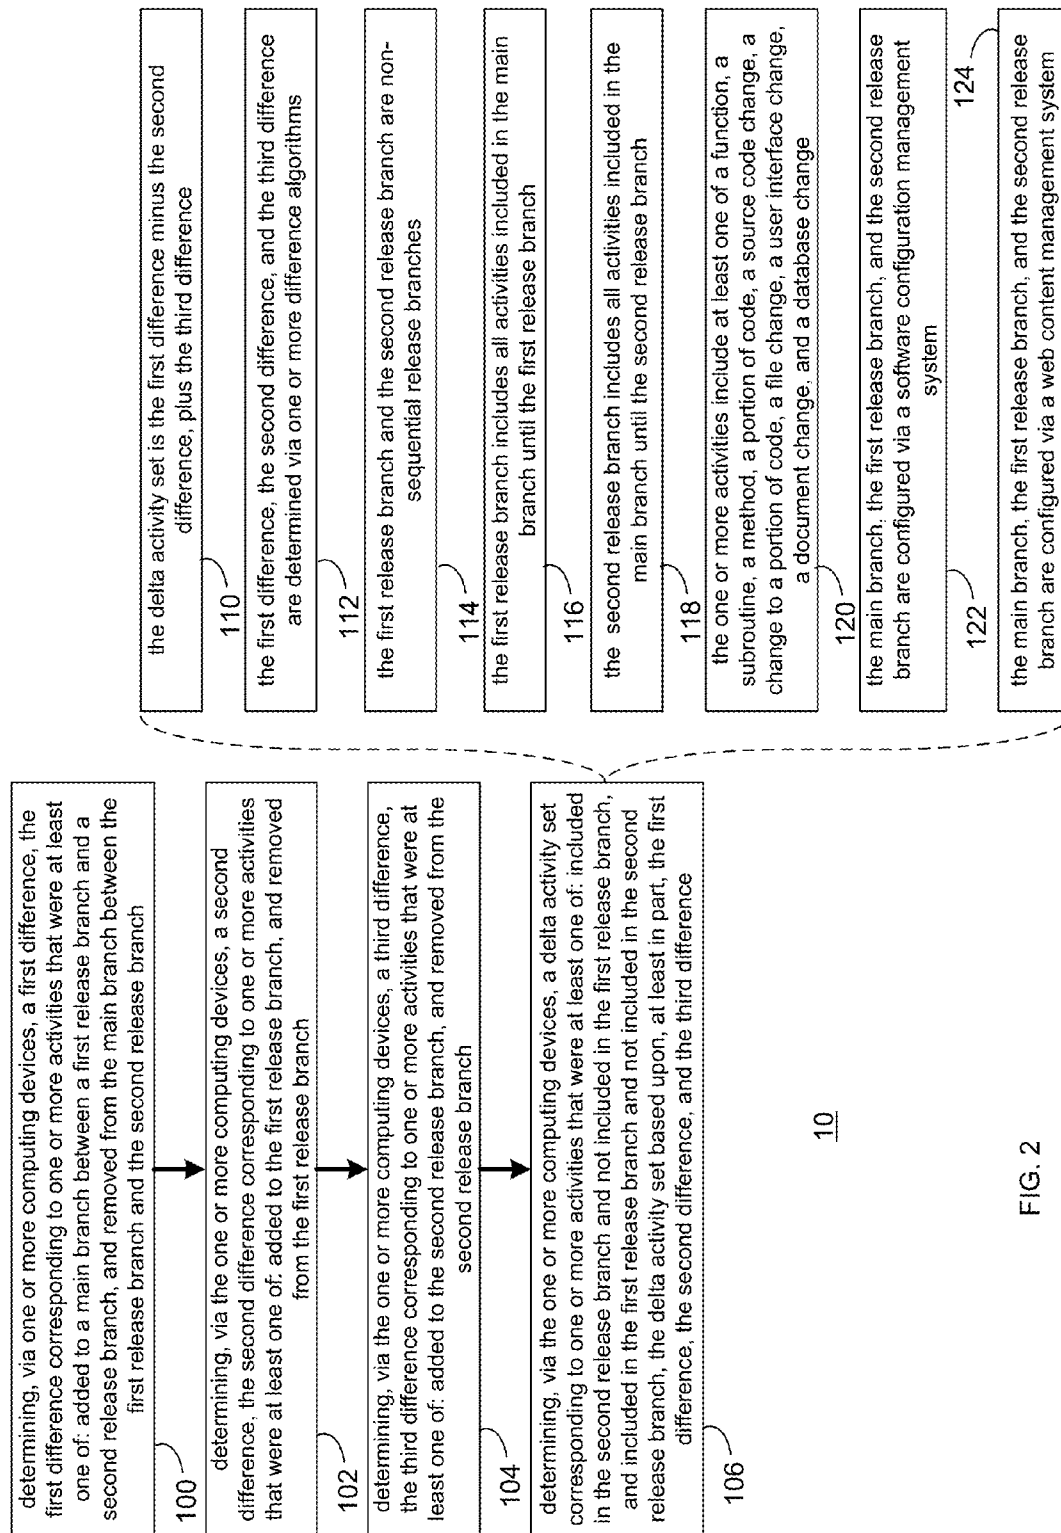 determining, via one or more computing devices, a first difference, the
first difference corresponding to one or more activities that were at least
one of: added to a main branch between a first release branch and a
second release branch, and removed from the main branch between the
first release branch and the second release branch
100
determining, via the one or more computing devices, a second
difference, the second difference corresponding to one or more activities
that were at least one of: added to the first release branch, and removed
from the first release branch
102
determining, via the one or more computing devices, a third difference,
the third difference corresponding to one or more activities that were at
least one of: added to the second release branch, and removed from the
second release branch
104
determining, via the one or more computing devices, a delta activity set
corresponding to one or more activities that were at least one of: included
in the second release branch and not included in the first release branch,
and included in the first release branch and not included in the second
release branch, the delta activity set based upon, at least in part, the first
difference, the second difference, and the third difference
106
the delta activity set is the first difference minus the second
difference, plus the third difference
110
the first difference, the second difference, and the third difference
are determined via one or more difference algorithms
112
the first release branch and the second release branch are non-
sequential release branches
114
the first release branch includes all activities included in the main
branch until the first release branch
116
the second release branch includes all activities included in the
main branch until the second release branch
118
the one or more activities include at least one of a function, a
subroutine, a method, a portion of code, a source code change, a
change to a portion of code, a file change, a user interface change,
a document change, and a database change
120
the main branch, the first release branch, and the second release
branch are configured via a software configuration management
system
122
the main branch, the first release branch, and the second release
branch are configured via a web content management system
124
10
FIG. 2